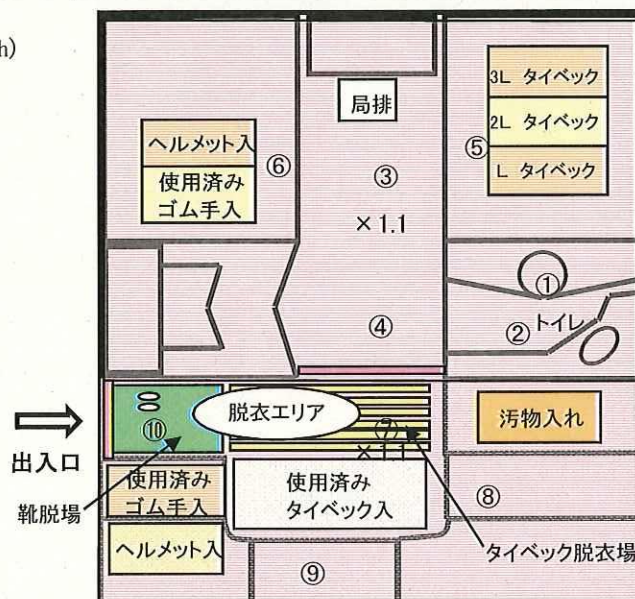 h)
局排
3L タイベック
2L タイベック
L タイベック
⑤
ヘルメット入
使用済み
ゴム手入
⑥
③
×1.1
①
② トイレ
④
脱衣エリア
⑩
⑦
×1.1
汚物入れ
出入口
靴脱場
使用済み
ゴム手入
使用済み
タイベック入
⑧
ヘルメット入
⑨
タイベック脱衣場